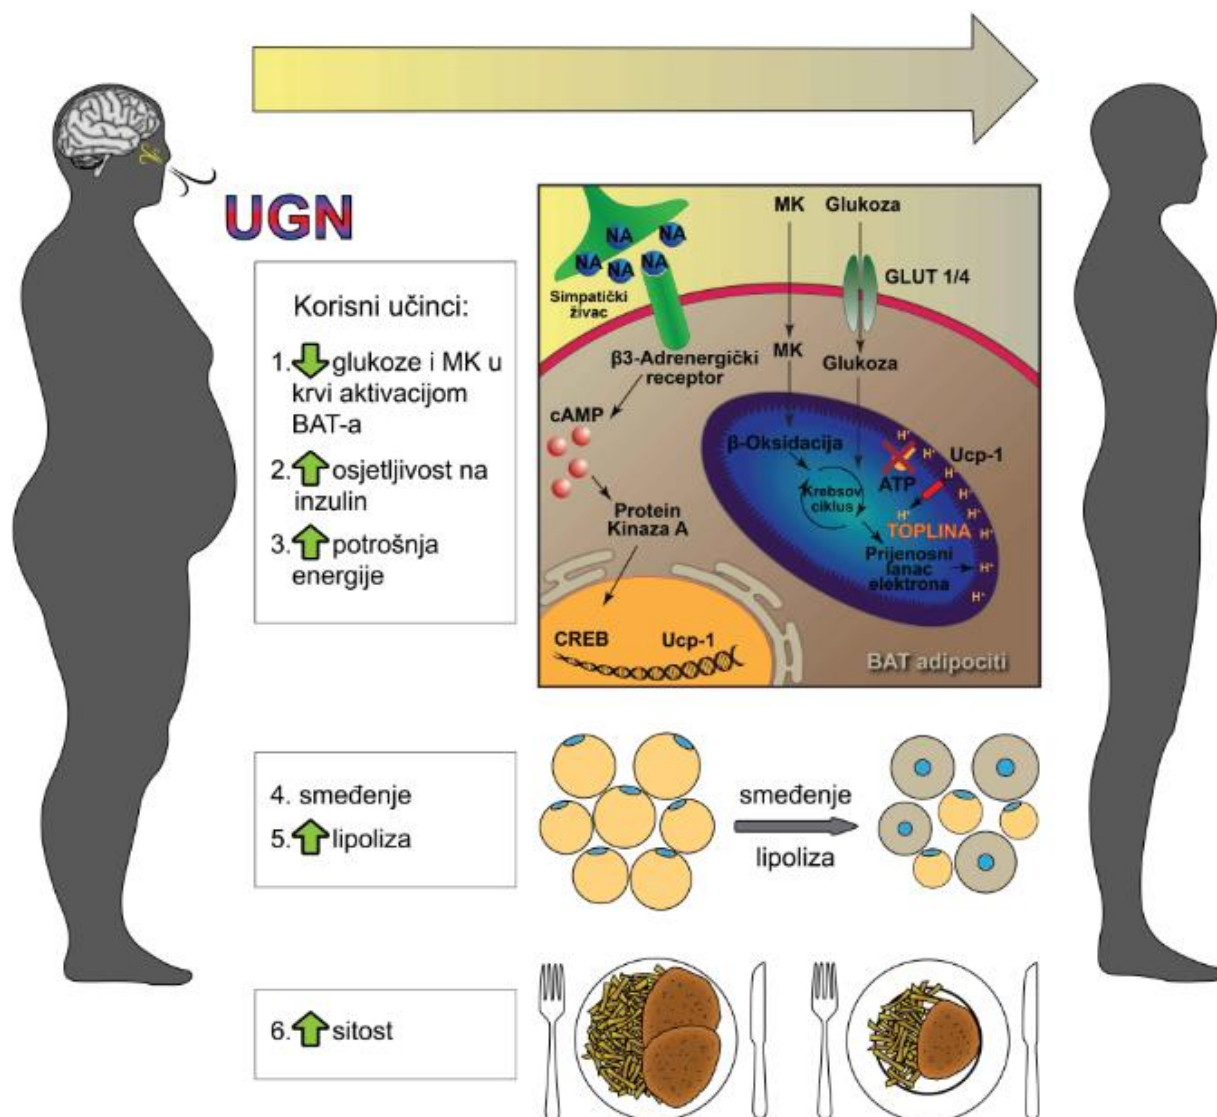 UGN
Korisni učinci:
1. glukoze i MK u
krvi aktivacijom
BAT-a
2. osjetljivost na
inzulin
3. potrošnja
energije
NA
NA
NA
NA
NA
Simpatički
živac
MK
Glukoza
GLUT 1/4
β3-Adrenergički
receptor
MK
Glukoza
cAMP
Protein
Kinaza A
CREB
Ucp-1
β-Oksidacija
Krebsov
ciklus
H⁺
H⁺
ATP
Ucp-1
H⁺
H⁺
H⁺
H⁺
H⁺
H⁺
TOPLINA
Prijenosni
lanac
elektrona
H⁺
H⁺
BAT adipociti
4. smeđenje
5. lipoliza
smeđenje
lipoliza
6. sitost